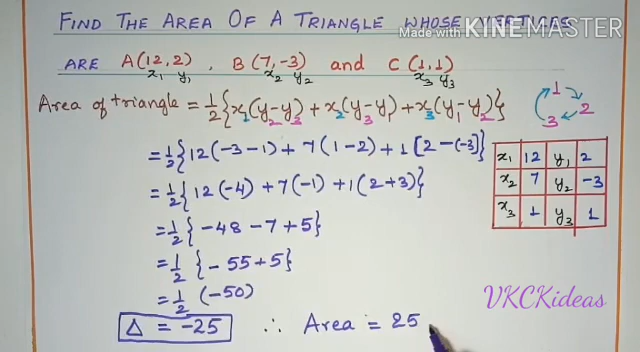 FIND THE AREA OF A TRIANGLE WHOSE VERTICES
Made with KINEMASTER
ARE A(12,2) , B(7,-3) and C(1,1)
x₁ y₁ x₂ y₂ x₃ y₃
Area of triangle = 1/2{x₁(y₂-y₃)+x₂(y₃-y₁)+x₃(y₁-y₂)}
1 2 3
= 1/2{12(-3-1)+7(1-2)+1[2-(-3]}
= 1/2{12(-4)+7(-1)+1(2+3)}
= 1/2{-48-7+5}
= 1/2{-55+5}
= 1/2(-50)
Δ = -25 ∴ Area = 25
x₁ 12 y₁ 2
x₂ 7 y₂ -3
x₃ 1 y₃ 1
VKCKideas